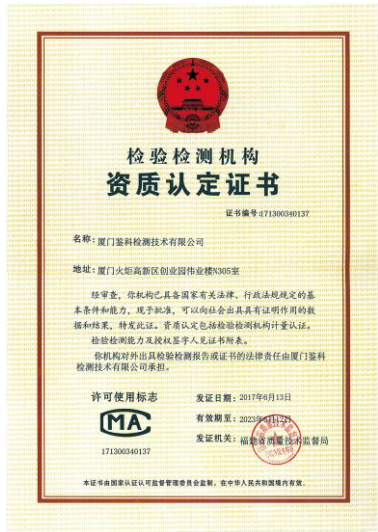 检验检测机构
资质认定证书
证书编号:171300340137
名称：厦门鉴科检测技术有限公司
地址：厦门火炬高新区创业园伟业楼N305室
经审查，你机构已具备国家有关法律、行政法规规定的基
本条件和能力，现予批准，可以向社会出具具有证明作用的数
据和结果，特发此证。资质认定包括检验检测机构计量认证。
检验检测能力及授权签字人见证书附表。
你机构对外出具检验检测报告或证书的法律责任由厦门鉴科
检测技术有限公司承担。
许可使用标志
MA
171300340137
发证日期：2017年6月13日
有效期至：2023年6月12日
发证机关：福建省质量技术监督局
本证书由国家认证认可监督管理委员会监制，在中华人民共和国境内有效。